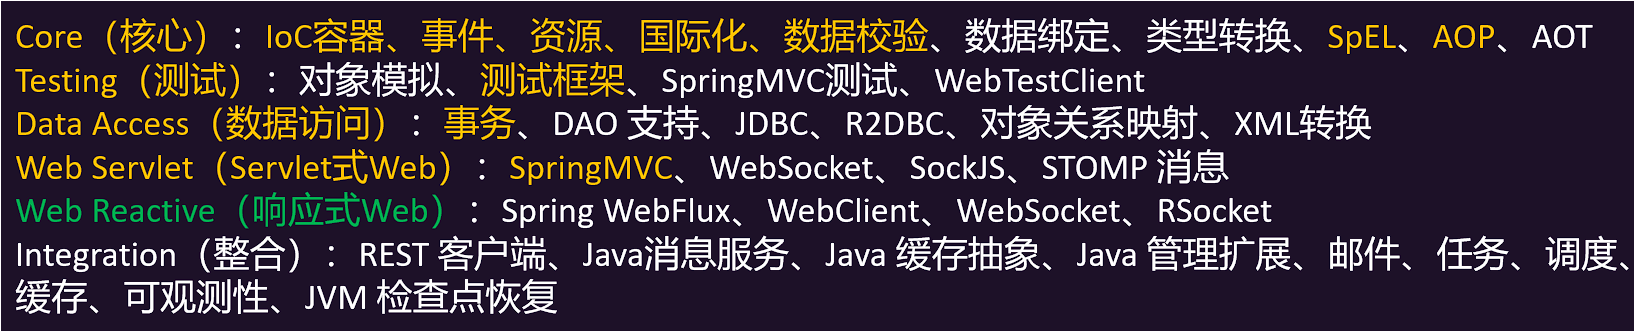 Core（核心）：IoC容器、事件、资源、国际化、数据校验、数据绑定、类型转换、SpEL、AOP、AOT
Testing（测试）：对象模拟、测试框架、SpringMVC测试、WebTestClient
Data Access（数据访问）：事务、DAO 支持、JDBC、R2DBC、对象关系映射、XML转换
Web Servlet（Servlet式Web）：SpringMVC、WebSocket、SockJS、STOMP 消息
Web Reactive（响应式Web）：Spring WebFlux、WebClient、WebSocket、RSocket
Integration（整合）：REST 客户端、Java消息服务、Java 缓存抽象、Java 管理扩展、邮件、任务、调度、
缓存、可观测性、JVM 检查点恢复